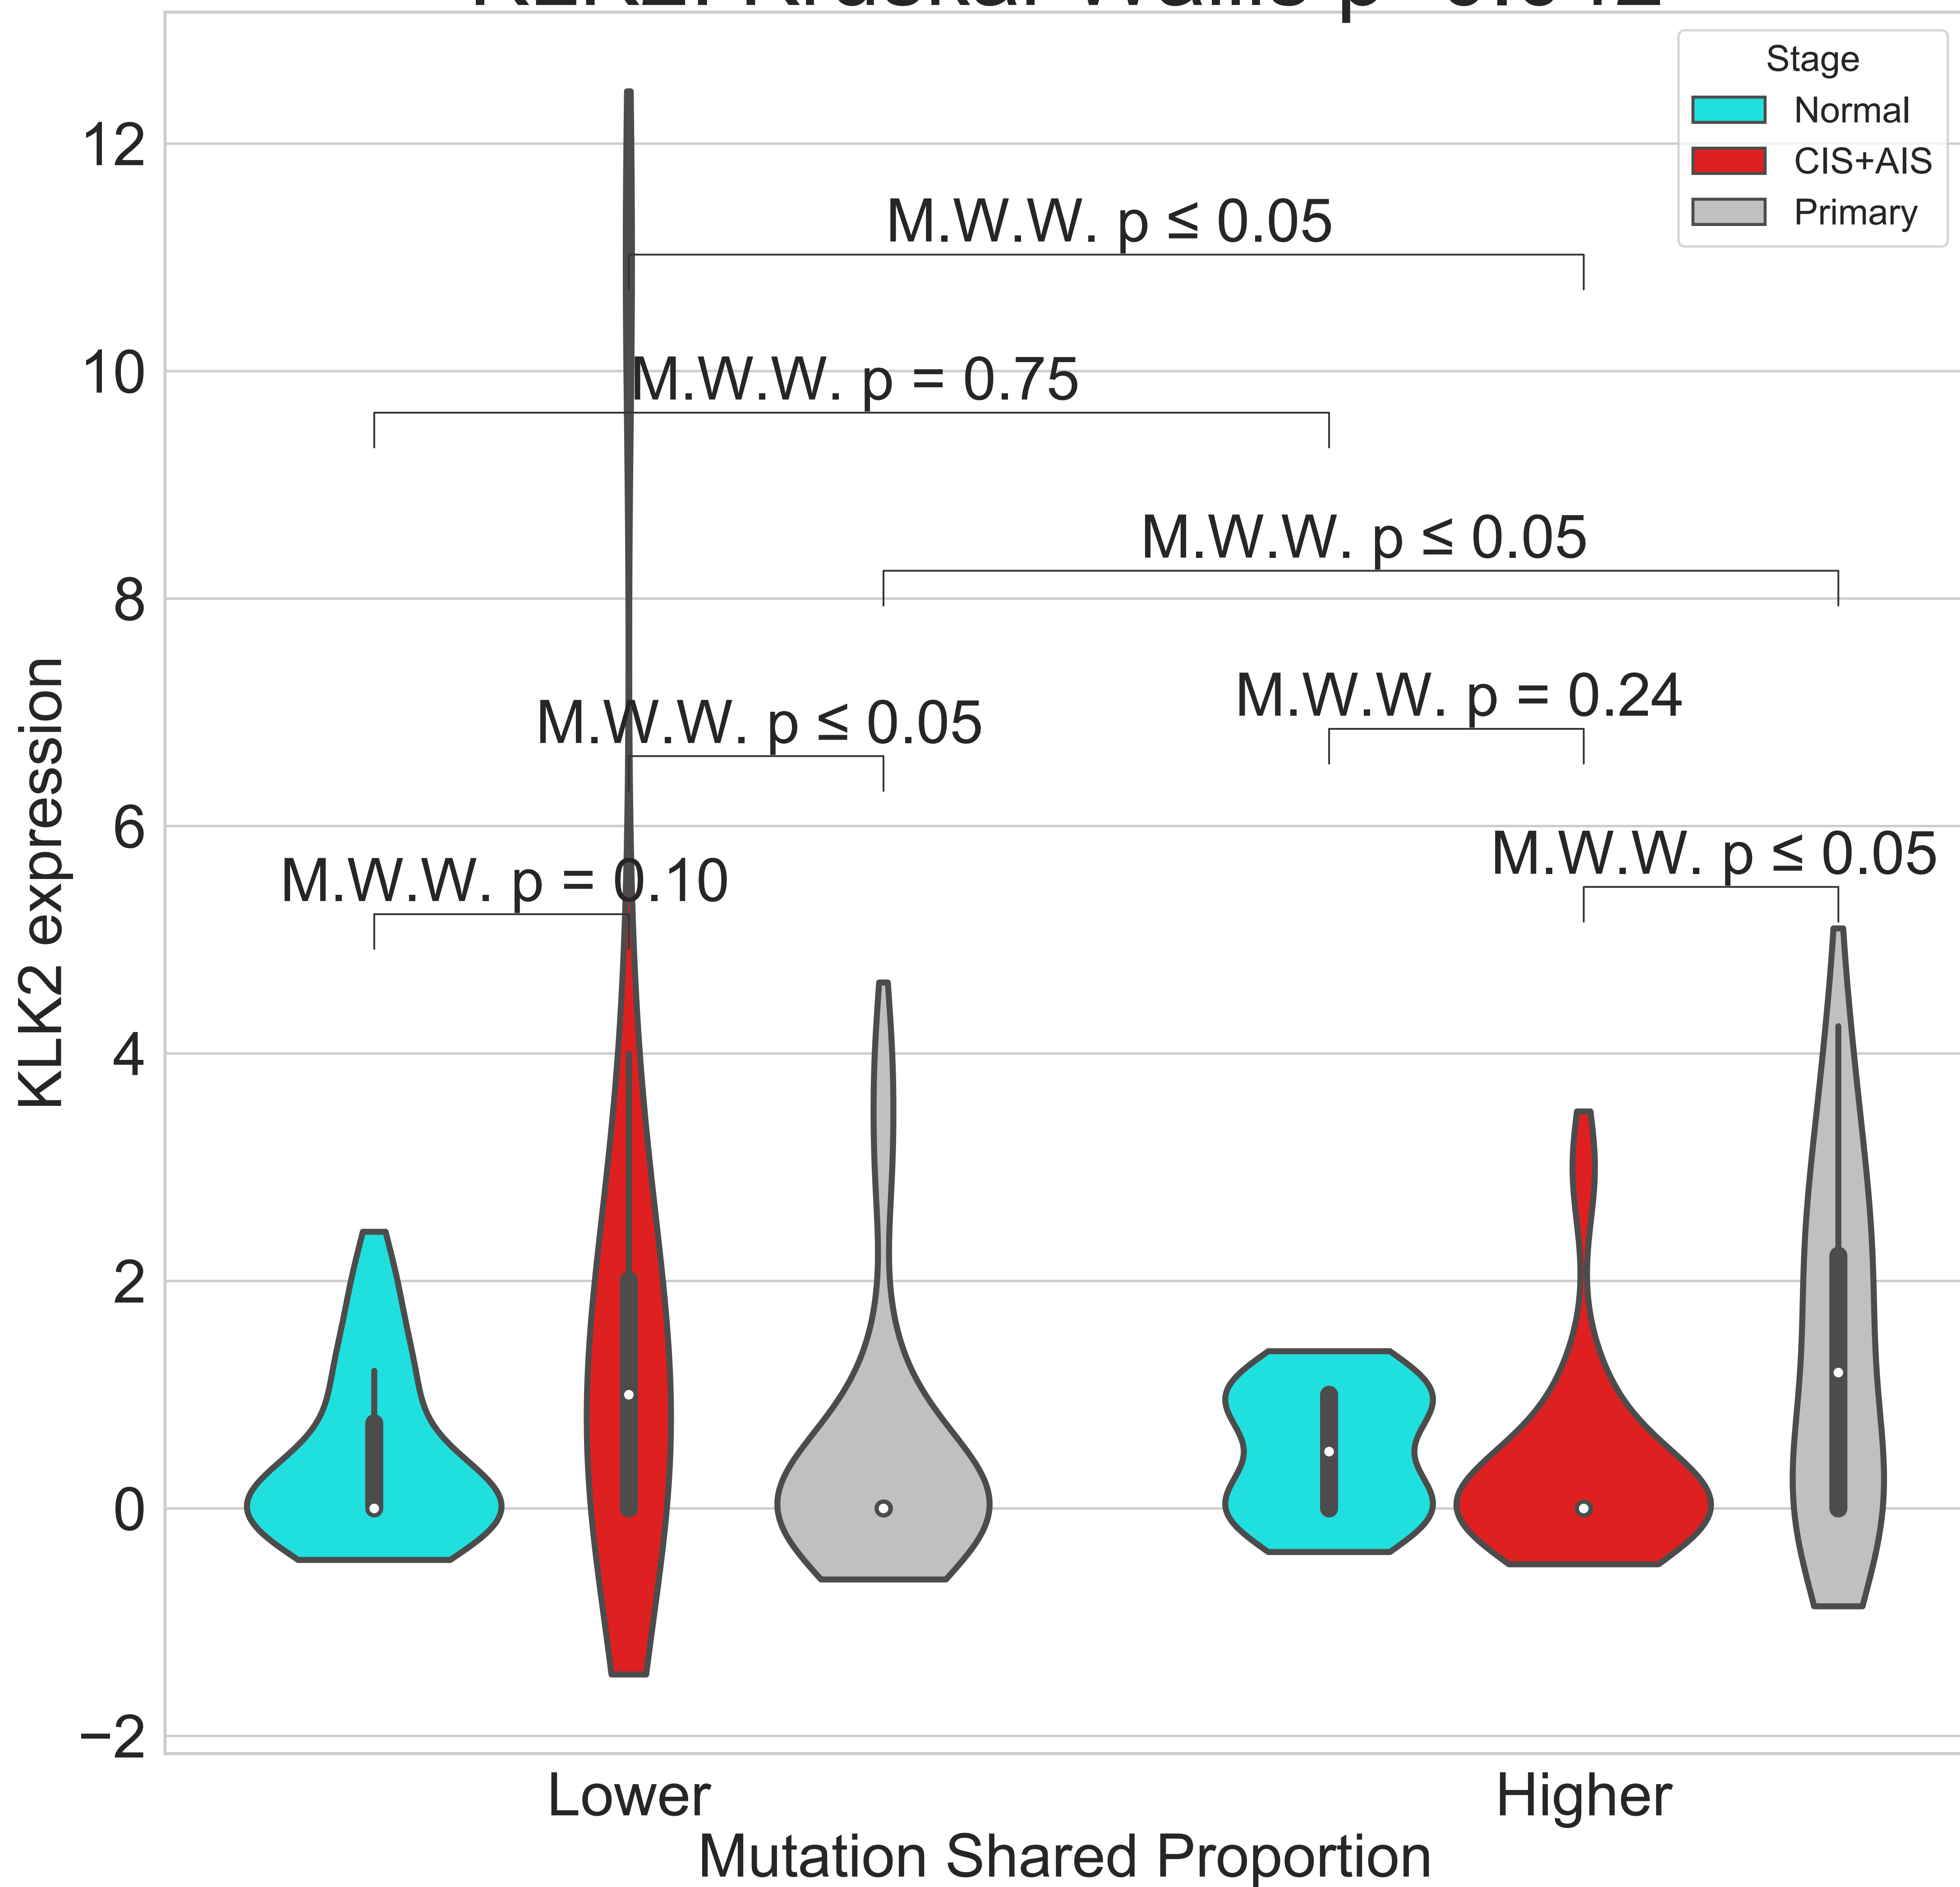 Stage
Normal
CIS+AIS
Primary
12
10
8
6
4
2
0
−2
KLK2 expression
M.W.W. p ≤ 0.05
M.W.W. p = 0.75
M.W.W. p ≤ 0.05
M.W.W. p = 0.24
M.W.W. p ≤ 0.05
M.W.W. p ≤ 0.05
M.W.W. p = 0.10
Lower
Higher
Mutation Shared Proportion